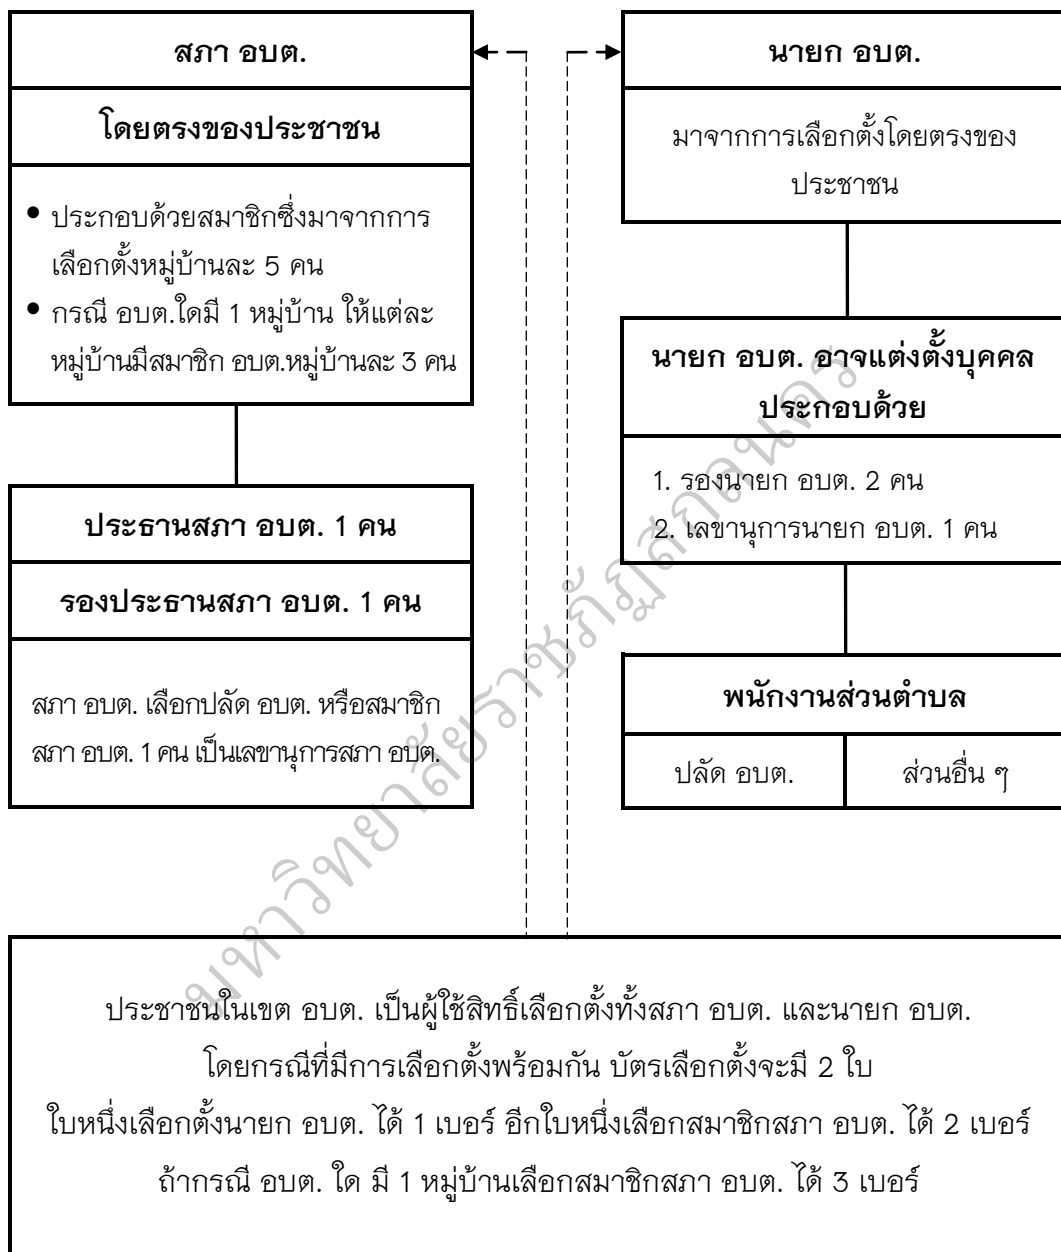 สภา อบต.
โดยตรงของประชาชน
• ประกอบด้วยสมาชิกซึ่งมาจากการ
เลือกตั้งหมู่บ้านละ 5 คน
• กรณี อบต.ใดมี 1 หมู่บ้าน ให้แต่ละ
หมู่บ้านมีสมาชิก อบต.หมู่บ้านละ 3 คน
ประธานสภา อบต. 1 คน
รองประธานสภา อบต. 1 คน
สภา อบต. เลือกปลัด อบต. หรือสมาชิก
สภา อบต. 1 คน เป็นเลขานุการสภา อบต.
นายก อบต.
มาจากการเลือกตั้งโดยตรงของ
ประชาชน
นายก อบต. อาจแต่งตั้งบุคคล
ประกอบด้วย
1. รองนายก อบต. 2 คน
2. เลขานุการนายก อบต. 1 คน
พนักงานส่วนตำบล
ปลัด อบต.
ส่วนอื่น ๆ
ประชาชนในเขต อบต. เป็นผู้ใช้สิทธิ์เลือกตั้งทั้งสภา อบต. และนายก อบต.
โดยกรณีที่มีการเลือกตั้งพร้อมกัน บัตรเลือกตั้งจะมี 2 ใบ
ใบหนึ่งเลือกตั้งนายก อบต. ได้ 1 เบอร์ อีกใบหนึ่งเลือกสมาชิกสภา อบต. ได้ 2 เบอร์
ถ้ากรณี อบต. ใด มี 1 หมู่บ้านเลือกสมาชิกสภา อบต. ได้ 3 เบอร์
มหาวิทยาลัยราชภัฏสกลนคร